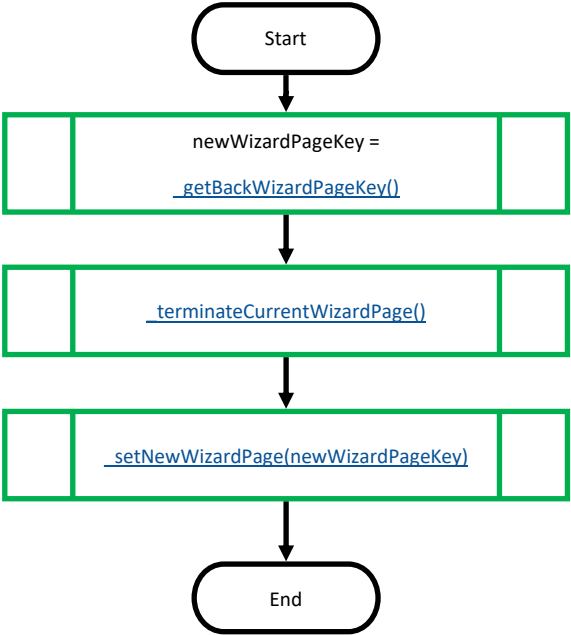 Start
newWizardPageKey =
_getBackWizardPageKey()
_terminateCurrentWizardPage()
_setNewWizardPage(newWizardPageKey)
End